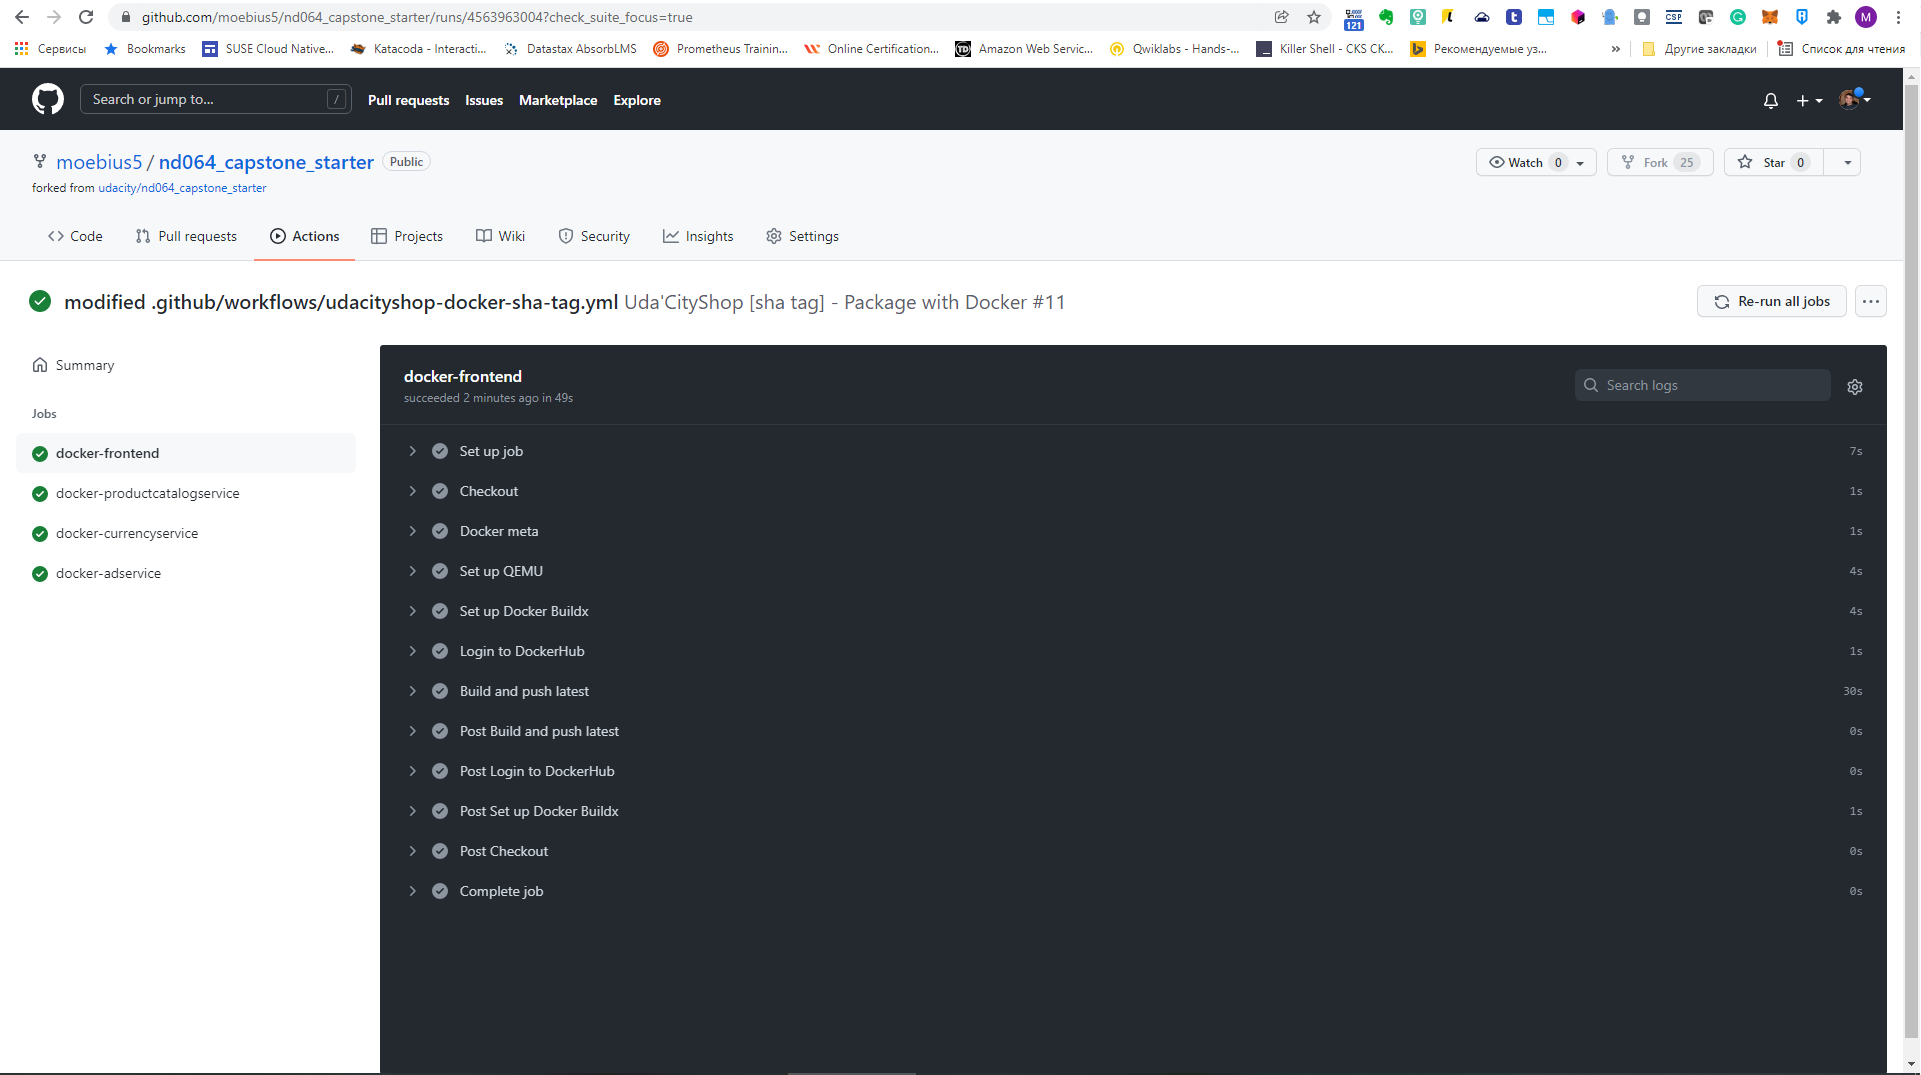 github.com/moebius5/nd064_capstone_starter/runs/4563963004?check_suite_focus=true
121
CSP
M
Сервисы
Bookmarks
SUSE Cloud Native...
Katacoda - Interacti...
Datastax AbsorbLMS
Prometheus Trainin...
Online Certification...
TD
Amazon Web Servic...
Qwiklabs - Hands-...
Killer Shell - CKS CK...
Рекомендуемые уз...
»
Другие закладки
Список для чтения
Search or jump to...
/
Pull requests
Issues
Marketplace
Explore
moebius5 / nd064_capstone_starter
Public
Watch 0
Fork 25
Star 0
forked from udacity/nd064_capstone_starter
Code
Pull requests
Actions
Projects
Wiki
Security
Insights
Settings
modified .github/workflows/udacityshop-docker-sha-tag.yml Uda'CityShop [sha tag] - Package with Docker #11
Re-run all jobs
Summary
Jobs
docker-frontend
docker-productcatalogservice
docker-currencyservice
docker-adservice
docker-frontend
succeeded 2 minutes ago in 49s
Search logs
Set up job 7s
Checkout 1s
Docker meta 1s
Set up QEMU 4s
Set up Docker Buildx 4s
Login to DockerHub 1s
Build and push latest 30s
Post Build and push latest 0s
Post Login to DockerHub 0s
Post Set up Docker Buildx 1s
Post Checkout 0s
Complete job 0s